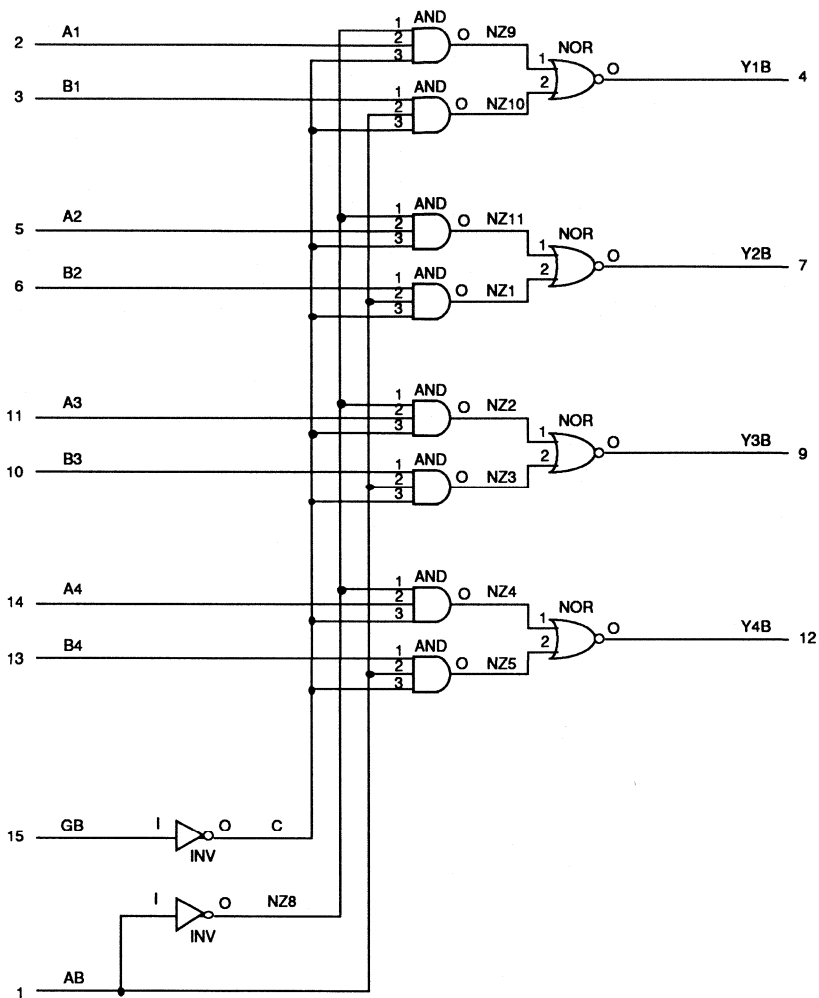 1 AND
2 A1 2 O NZ9
3 1 NOR O Y1B 4
3 B1 1 AND 2
2 O NZ10
3
1 AND
5 A2 2 O NZ11
3 1 NOR O Y2B 7
6 B2 1 AND 2
2 O NZ1
3
1 AND
11 A3 2 O NZ2
3 1 NOR O Y3B 9
10 B3 1 AND 2
2 O NZ3
3
1 AND
14 A4 2 O NZ4
3 1 NOR O Y4B 12
13 B4 1 AND 2
2 O NZ5
3
15 GB I O C
INV
I O NZ8
INV
1 AB